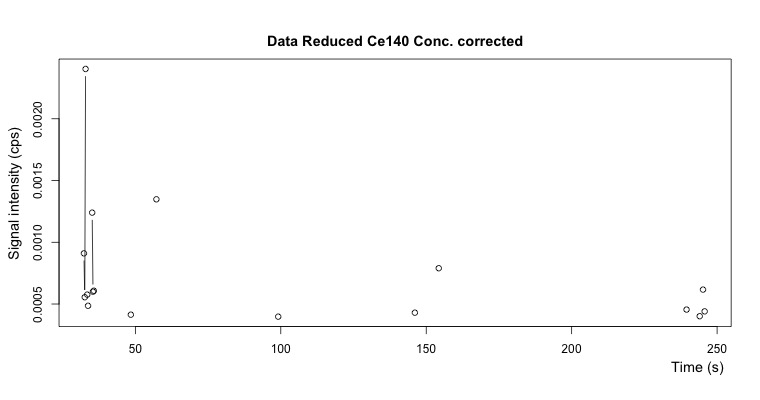 Data Reduced Ce140 Conc. corrected
Signal intensity (cps)
0.0020
0.0015
0.0010
0.0005
50 100 150 200 250
Time (s)